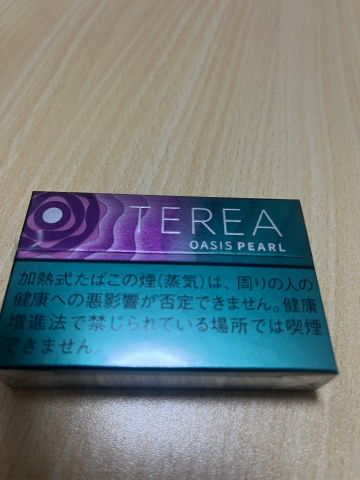 TEREA
OASIS PEARL
加熱式たばこの煙(蒸気)は、周りの人の
健康への悪影響が否定できません。健康
増進法で禁じられている場所では喫煙
できません。